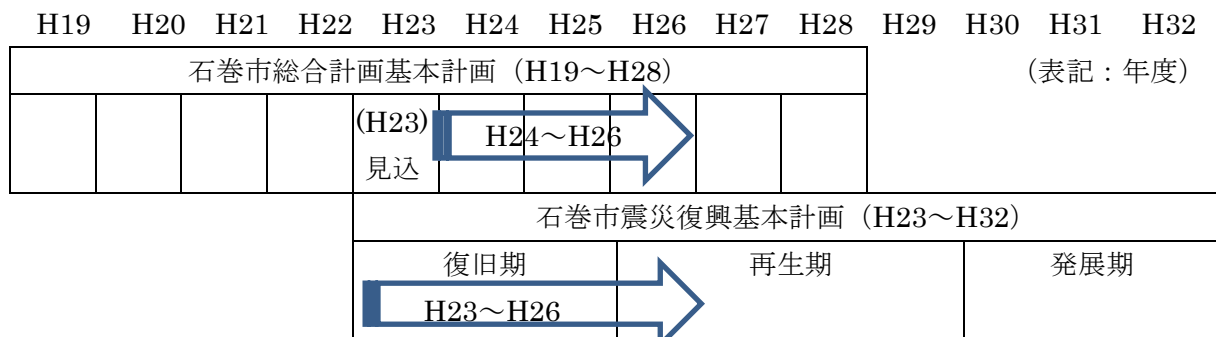 H19 H20 H21 H22 H23 H24 H25 H26 H27 H28 H29 H30 H31 H32
石巻市総合計画基本計画（H19～H28） （表記：年度）
(H23) H24～H26
見込
石巻市震災復興基本計画（H23～H32）
復旧期 再生期 発展期
H23～H26